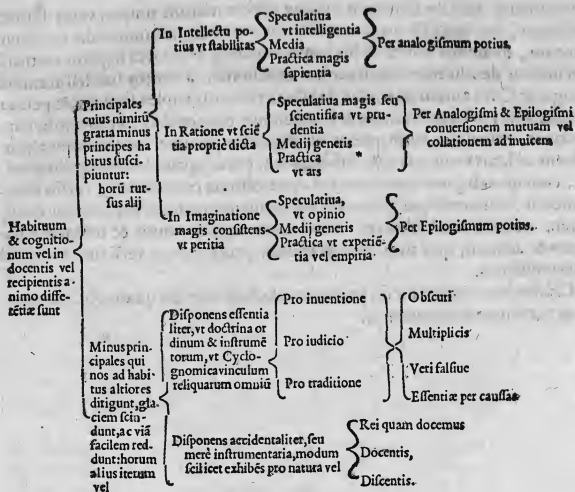 Habituum
& cognitio-
num vel in
docentis vel
recipientis a-
nimo diffe-
rētiæ sunt
Principales
cuius nimirū
gratia minus
principes ha
bitus susci-
piuntur:
horū rur-
sus alij
In Intellectu po-
tius vt stabilitas
Speculatiua
vt intelligentia
Media
Practica magis
sapientia
Per analogismum potius,
In Ratione vt sciē
tia propriè dicta
Speculatiua magis seu
scientifica vt pru-
dentia
Medij generis
Practica *
vt ars
Per Analogismi & Epilogismi
conuersionem mutuam vel
collationem ad inuicem
In Imaginatione
magis consistens
vt peritia
Speculatiua,
vt opinio
Medij generis
Practica vt experiē-
tia vel empiria.
Per Epilogismum potius.
Minus prin-
cipales qui
nos ad habi
tus altiores
dirigunt, gla-
ciem scin-
dunt, ac viā
facilem red-
dunt: horum
alius iterum
vel
Disponens essentia
liter, vt doctrina or
dinum & instrumē
torum, vt Cyclo-
gnomica vinculum
reliquarum omniū
Pro inuentione
Pro iudicio
Pro traditione
Obscuri
Multiplicis
Veri falsiue
Essentiæ per caussas
Disponens accidentaliter, seu
merè instrumentaria, modum
scilicet exhibēs pro natura vel
Rei quam docemus
Docentis,
Discentis.